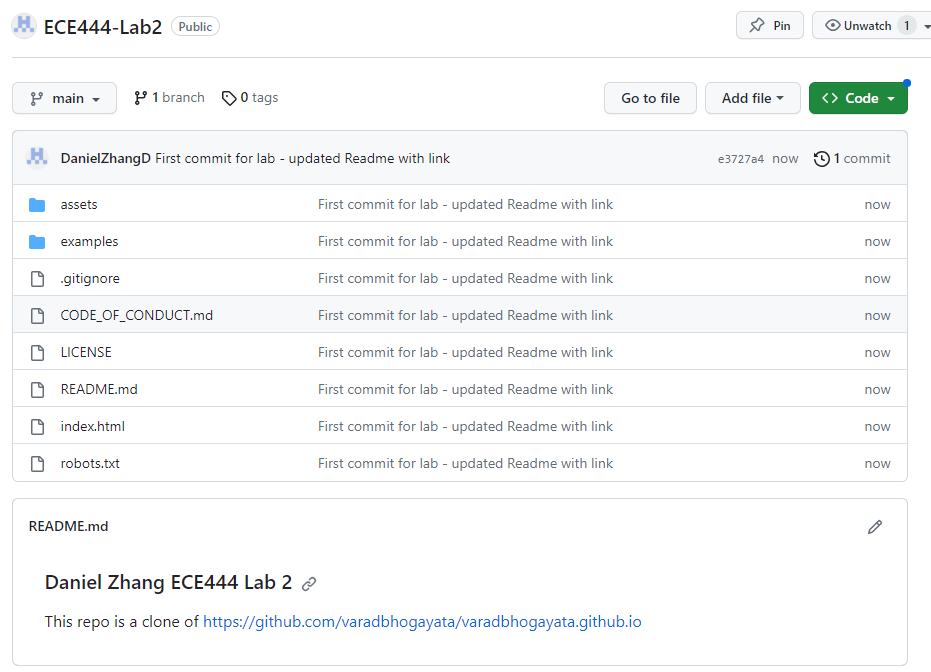 ECE444-Lab2 Public Pin Unwatch 1
main 1 branch 0 tags Go to file Add file Code
DanielZhangD First commit for lab - updated Readme with link e3727a4 now 1 commit
assets First commit for lab - updated Readme with link now
examples First commit for lab - updated Readme with link now
.gitignore First commit for lab - updated Readme with link now
CODE_OF_CONDUCT.md First commit for lab - updated Readme with link now
LICENSE First commit for lab - updated Readme with link now
README.md First commit for lab - updated Readme with link now
index.html First commit for lab - updated Readme with link now
robots.txt First commit for lab - updated Readme with link now
README.md
Daniel Zhang ECE444 Lab 2
This repo is a clone of https://github.com/varadbhogayata/varadbhogayata.github.io